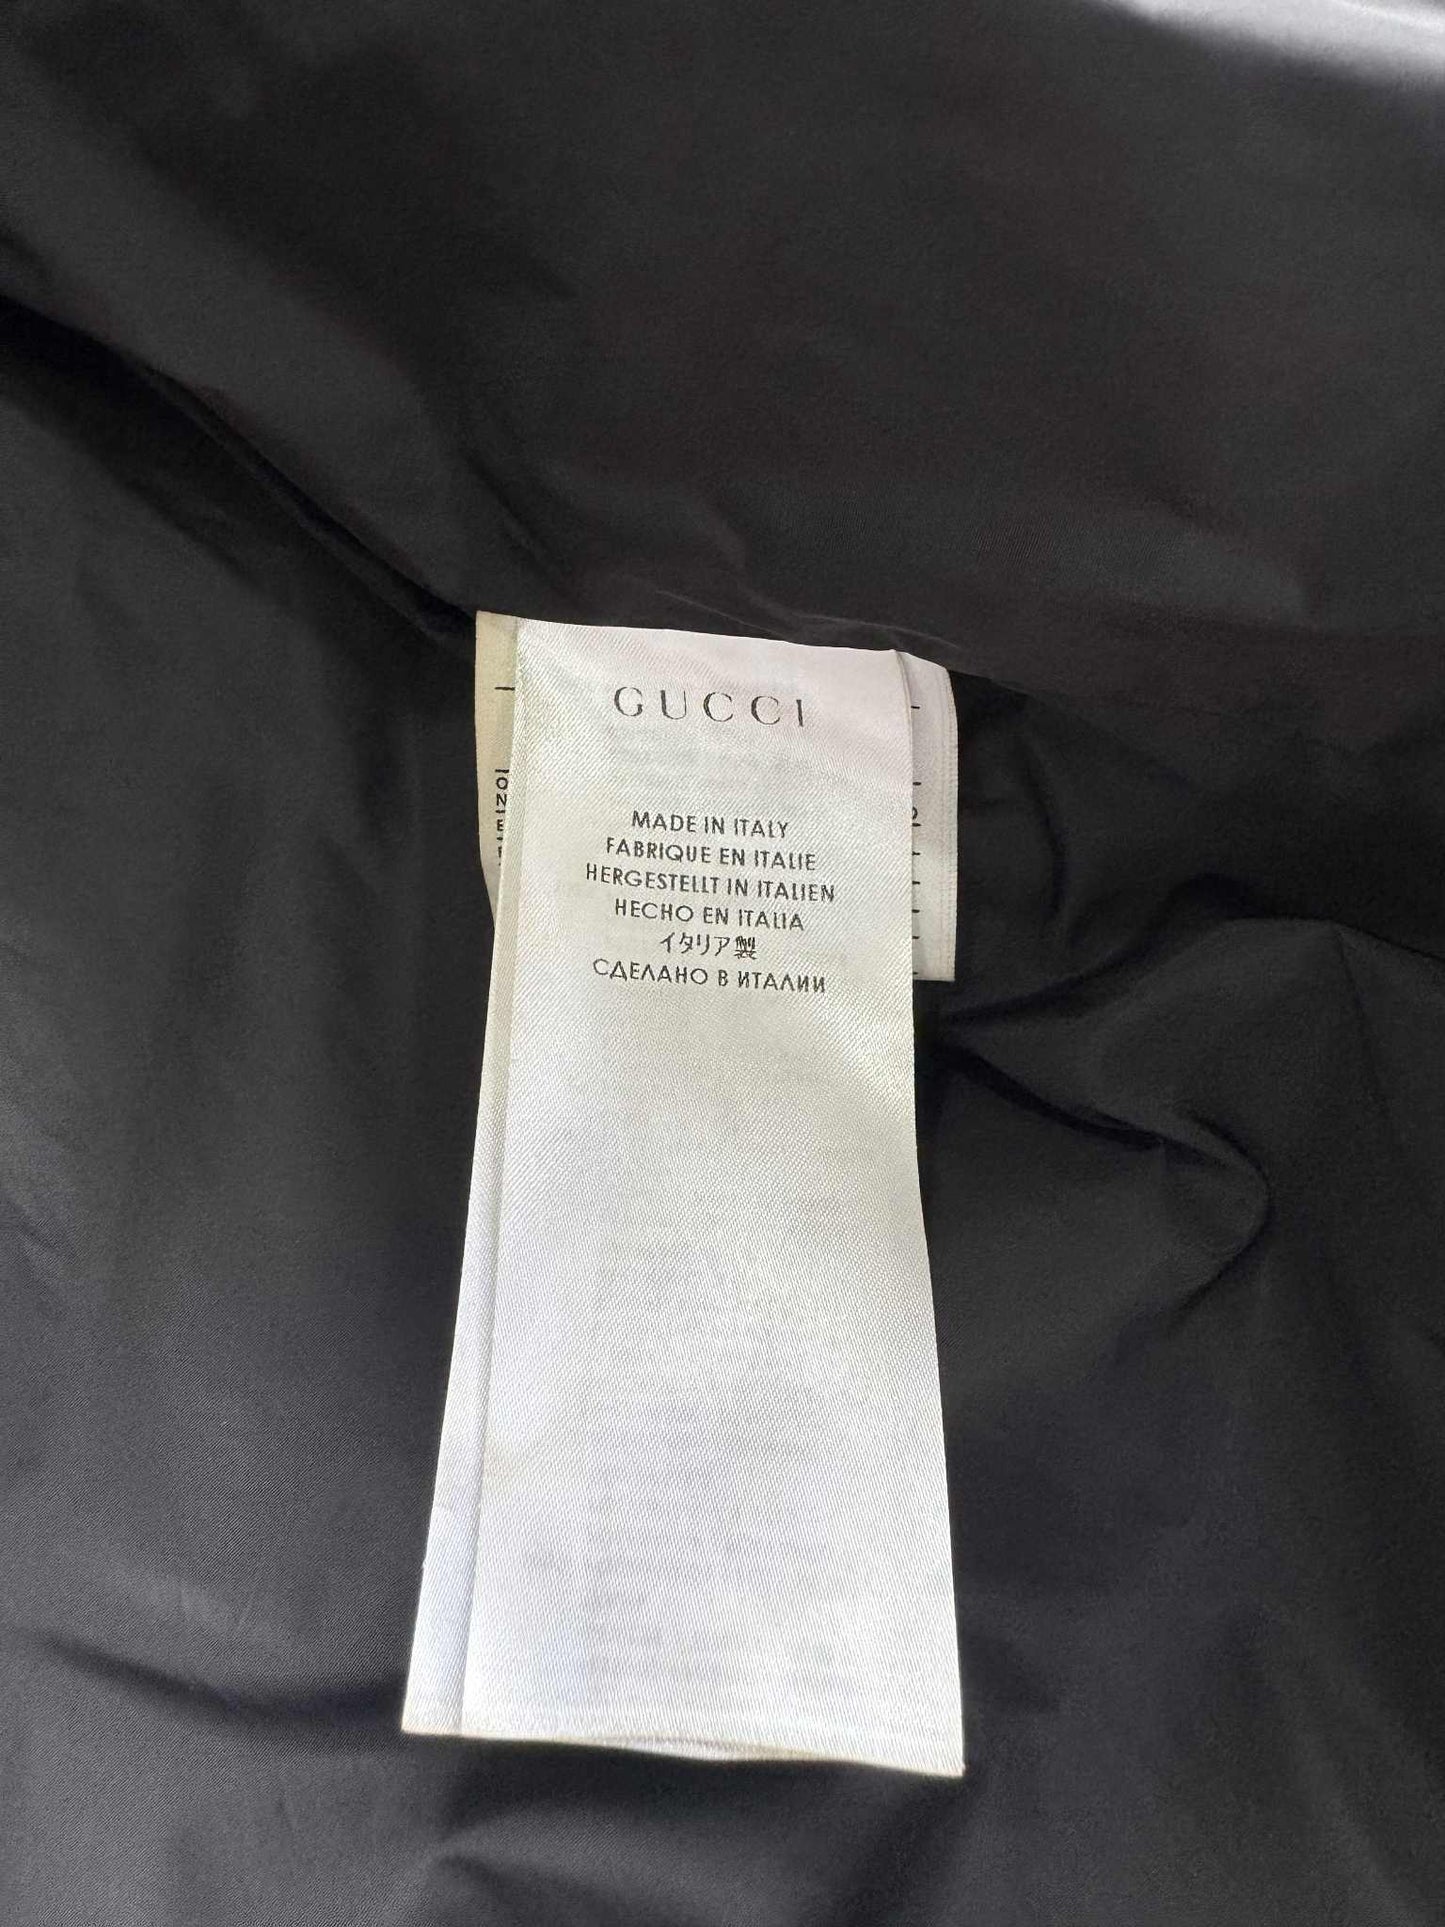 GUCCI
MADE IN ITALY
FABRIQUE EN ITALIE
HERGESTELLT IN ITALIEN
HECHO EN ITALIA
イタリア製
СДЕЛАНО В ИТАЛИИ